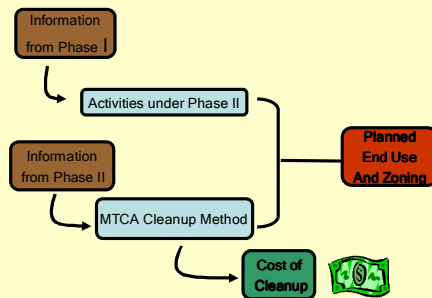 Information
from Phase I
Activities under Phase II
Information
from Phase II
MTCA Cleanup Method
Planned
End Use
And Zoning
Cost of
Cleanup
$